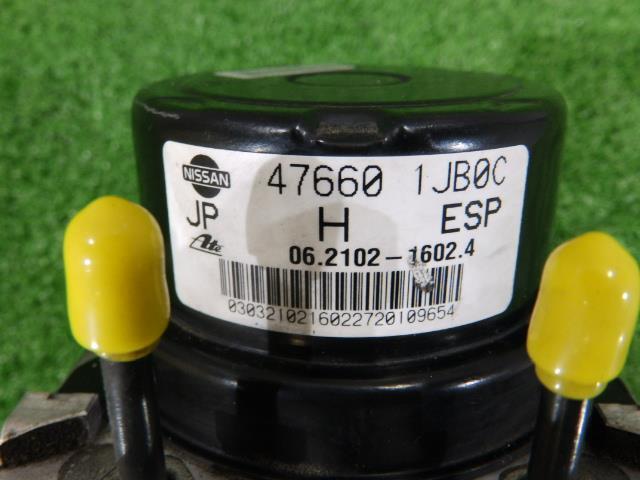 NISSAN 47660 1JB0C
JP H ESP
Ate 06.2102-1602.4
0303210216022720109654